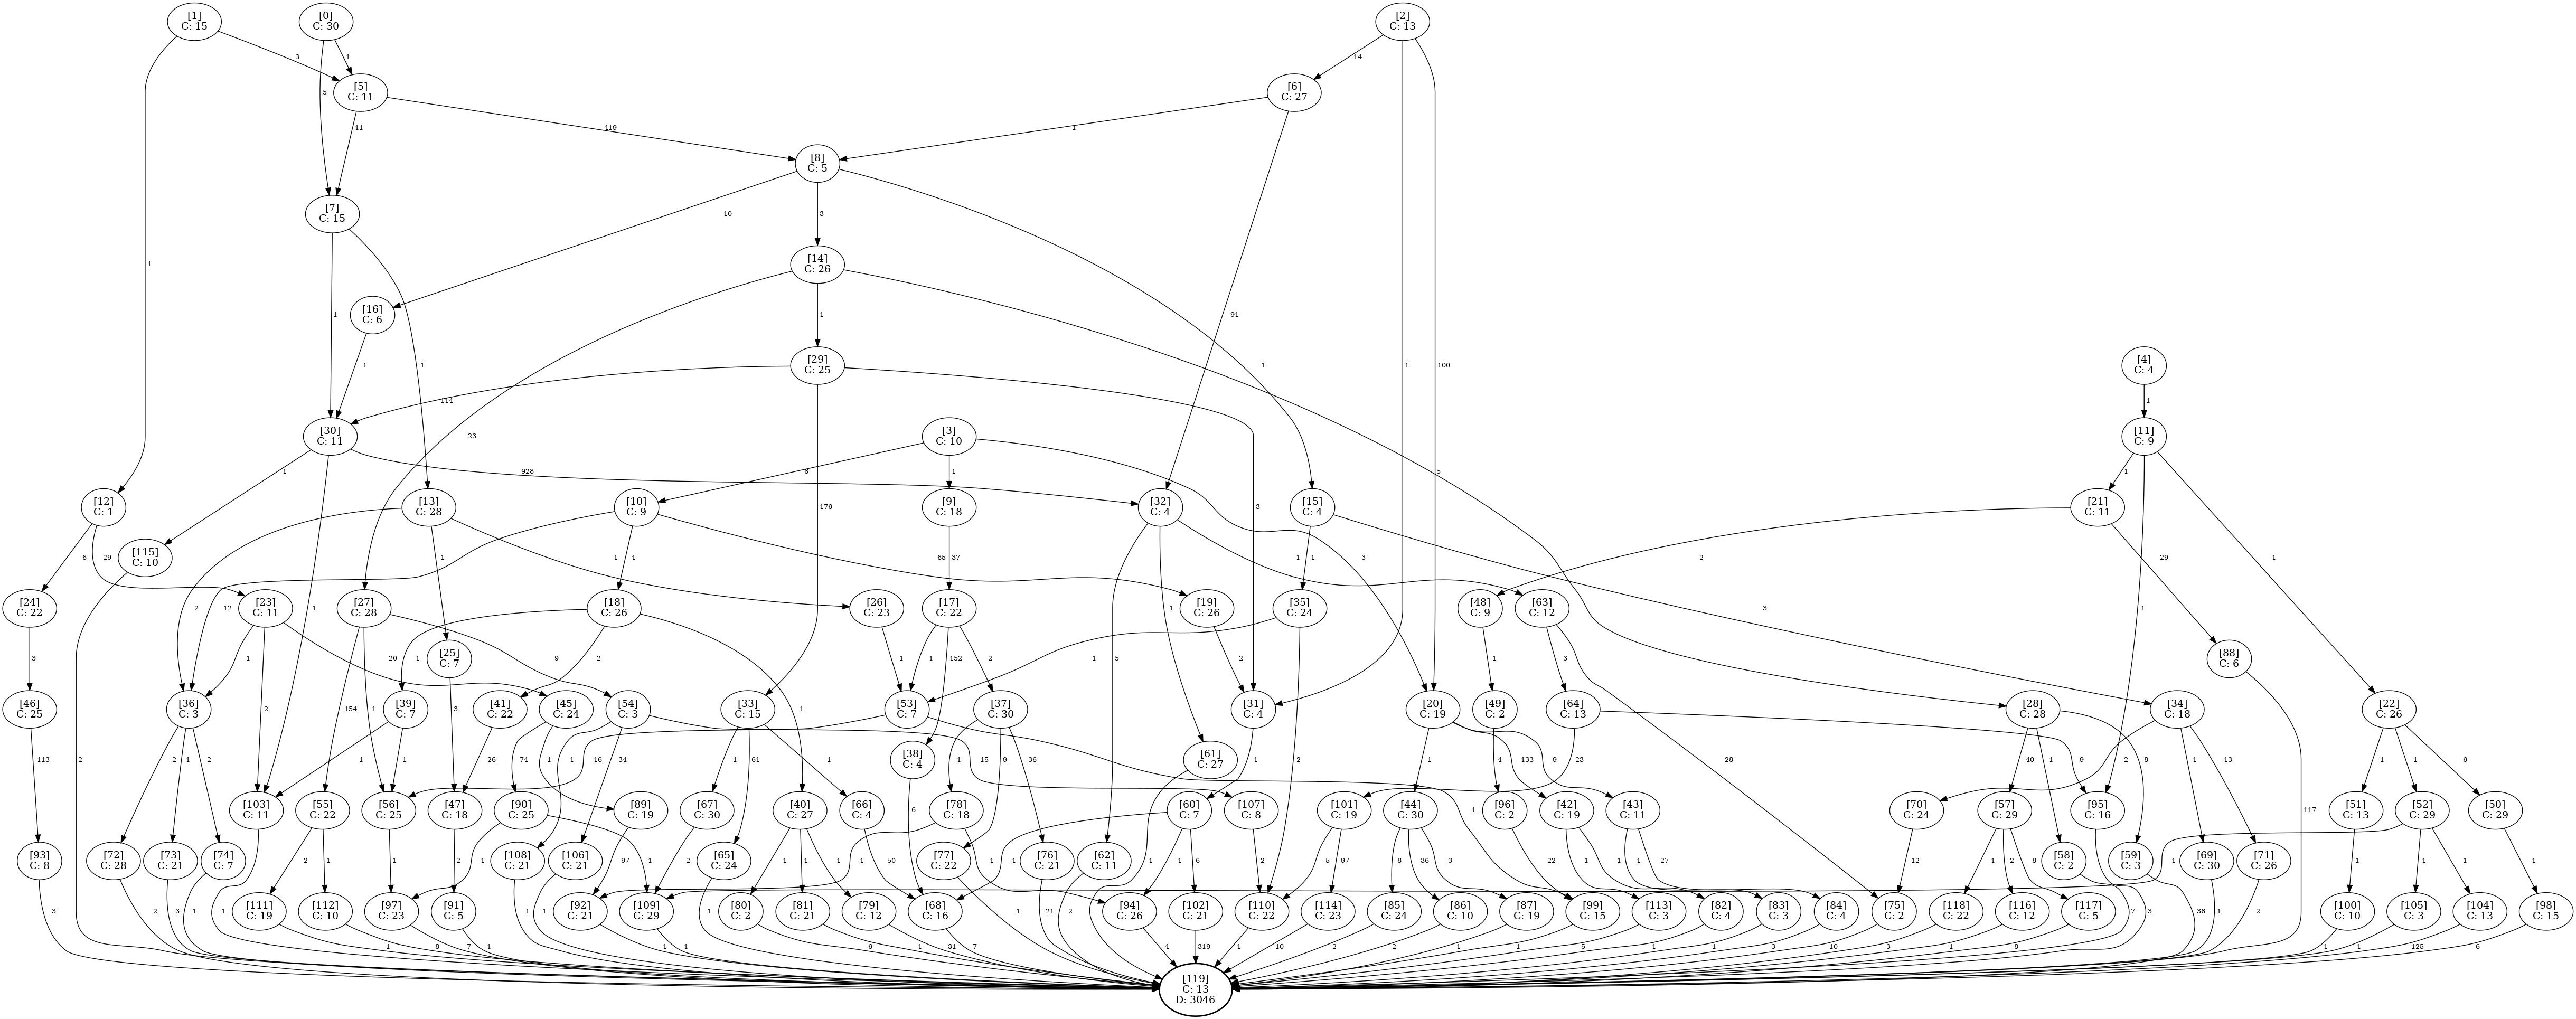 [1]
C: 15
[0]
C: 30
[2]
C: 13
3
1
14
[5]
C: 11
[6]
C: 27
5
11
419
1
1
100
[8]
C: 5
[7]
C: 15
10
3
1
91
1
[14]
C: 26
[16]
C: 6
1
1
1
1
5
[29]
C: 25
[4]
C: 4
114
23
176
3
1
[30]
C: 11
[3]
C: 10
[11]
C: 9
1
928
6
1
3
1
1
1
[12]
C: 1
[13]
C: 28
[10]
C: 9
[9]
C: 18
[32]
C: 4
[15]
C: 4
[21]
C: 11
[115]
C: 10
6
29
2
1
1
12
4
65
37
5
1
1
1
3
2
29
[24]
C: 22
[23]
C: 11
[27]
C: 28
[18]
C: 26
[26]
C: 23
[17]
C: 22
[19]
C: 26
[35]
C: 24
[48]
C: 9
[63]
C: 12
[25]
C: 7
[88]
C: 6
3
2
1
2
1
20
154
1
9
3
1
2
1
1
1
152
2
2
1
2
1
3
28
117
[46]
C: 25
[36]
C: 3
[45]
C: 24
[39]
C: 7
[41]
C: 22
[54]
C: 3
[33]
C: 15
[53]
C: 7
[37]
C: 30
[31]
C: 4
[20]
C: 19
[49]
C: 2
[64]
C: 13
[28]
C: 28
[34]
C: 18
[22]
C: 26
[38]
C: 4
[61]
C: 27
113
2
1
2
1
1
74
1
26
1
34
16
15
1
61
1
6
1
9
36
1
1
1
133
9
4
23
9
40
1
8
2
1
13
1
1
6
[93]
C: 8
[72]
C: 28
[73]
C: 21
[74]
C: 7
[103]
C: 11
[55]
C: 22
[56]
C: 25
[47]
C: 18
[90]
C: 25
[108]
C: 21
[106]
C: 21
[89]
C: 19
[67]
C: 30
[65]
C: 24
[40]
C: 27
[66]
C: 4
[78]
C: 18
[77]
C: 22
[76]
C: 21
[62]
C: 11
[60]
C: 7
[107]
C: 8
[101]
C: 19
[44]
C: 30
[96]
C: 2
[42]
C: 19
[43]
C: 11
[70]
C: 24
[57]
C: 29
[58]
C: 2
[95]
C: 16
[59]
C: 3
[69]
C: 30
[71]
C: 26
[51]
C: 13
[52]
C: 29
[50]
C: 29
3
2
3
1
1
2
1
1
2
1
1
1
1
97
2
1
1
1
1
1
50
1
1
1
21
2
1
1
6
2
5
97
8
36
3
22
1
1
1
27
12
1
2
8
7
3
36
1
2
1
1
1
1
1
[111]
C: 19
[112]
C: 10
[97]
C: 23
[91]
C: 5
[92]
C: 21
[109]
C: 29
[80]
C: 2
[81]
C: 21
[79]
C: 12
[68]
C: 16
[94]
C: 26
[102]
C: 21
[110]
C: 22
[114]
C: 23
[85]
C: 24
[86]
C: 10
[87]
C: 19
[99]
C: 15
[113]
C: 3
[82]
C: 4
[83]
C: 3
[84]
C: 4
[75]
C: 2
[118]
C: 22
[116]
C: 12
[117]
C: 5
[100]
C: 10
[105]
C: 3
[104]
C: 13
[98]
C: 15
1
8
7
1
1
1
6
1
31
7
4
319
1
10
2
2
1
1
5
1
1
3
10
3
1
8
1
1
125
6
[119]
C: 13
D: 3046